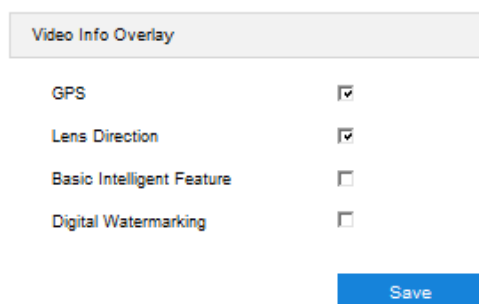 Video Info Overlay
GPS
Lens Direction
Basic Intelligent Feature
Digital Watermarking
Save